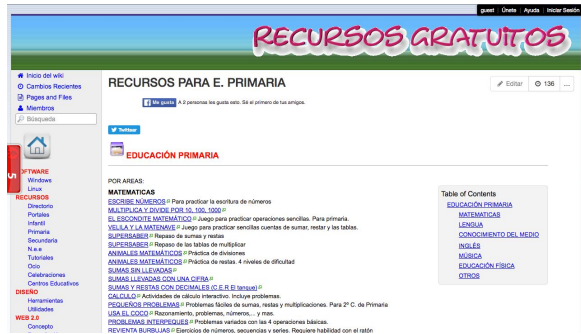 guest Únete Ayuda Iniciar Sesión
RECURSOS GRATUITOS
Inicio del wiki
Cambios Recientes
Pages and Files
Miembros
Búsqueda
5
OFTWARE
Windows
Linux
RECURSOS
Directorio
Portales
Infantil
Primaria
Secundaria
N.e.e
Tutoriales
Ocio
Celebraciones
Centros Educativos
DISEÑO
Herramientas
Utilidades
WEB 2.0
Concepto
RECURSOS PARA E. PRIMARIA
Editar 136 ...
Me gusta A 2 personas les gusta esto. Sé el primero de tus amigos.
Twittear
EDUCACIÓN PRIMARIA
POR AREAS:
MATEMATICAS
ESCRIBE NÚMEROS Para practicar la escritura de números
MULTIPLICA Y DIVIDE POR 10, 100, 1000
EL ESCONDITE MATEMÁTICO Juego para practicar operaciones sencillas. Para primaria.
VELILA Y LA MATENAVE Juego para practicar sencillas cuentas de sumar, restar y las tablas.
SUPERSABER Repaso de sumas y restas
SUPERSABER Repaso de las tablas de multiplicar
ANIMALES MATEMÁTICOS Práctica de divisiones
ANIMALES MATEMÁTICOS Práctica de restas. 4 niveles de dificultad
SUMAS SIN LLEVADAS
SUMAS LLEVADAS CON UNA CIFRA
SUMAS Y RESTAS CON DECIMALES (C.E.R El tanque)
CALCULO Actividades de cálculo interactivo. Incluye problemas.
PEQUEÑOS PROBLEMAS Problemas fáciles de sumas, restas y multiplicaciones. Para 2º C. de Primaria
USA EL COCO Razonamiento, problemas, números,... y mas.
PROBLEMAS INTERPEQUES Problemas variados con las 4 operaciones basicas.
REVIENTA BURBUJAS Ejercicios de números, secuencias y series. Requiere habilidad con el ratón
Table of Contents
EDUCACIÓN PRIMARIA
MATEMATICAS
LENGUA
CONOCIMIENTO DEL MEDIO
INGLÉS
MÚSICA
EDUCACIÓN FÍSICA
OTROS